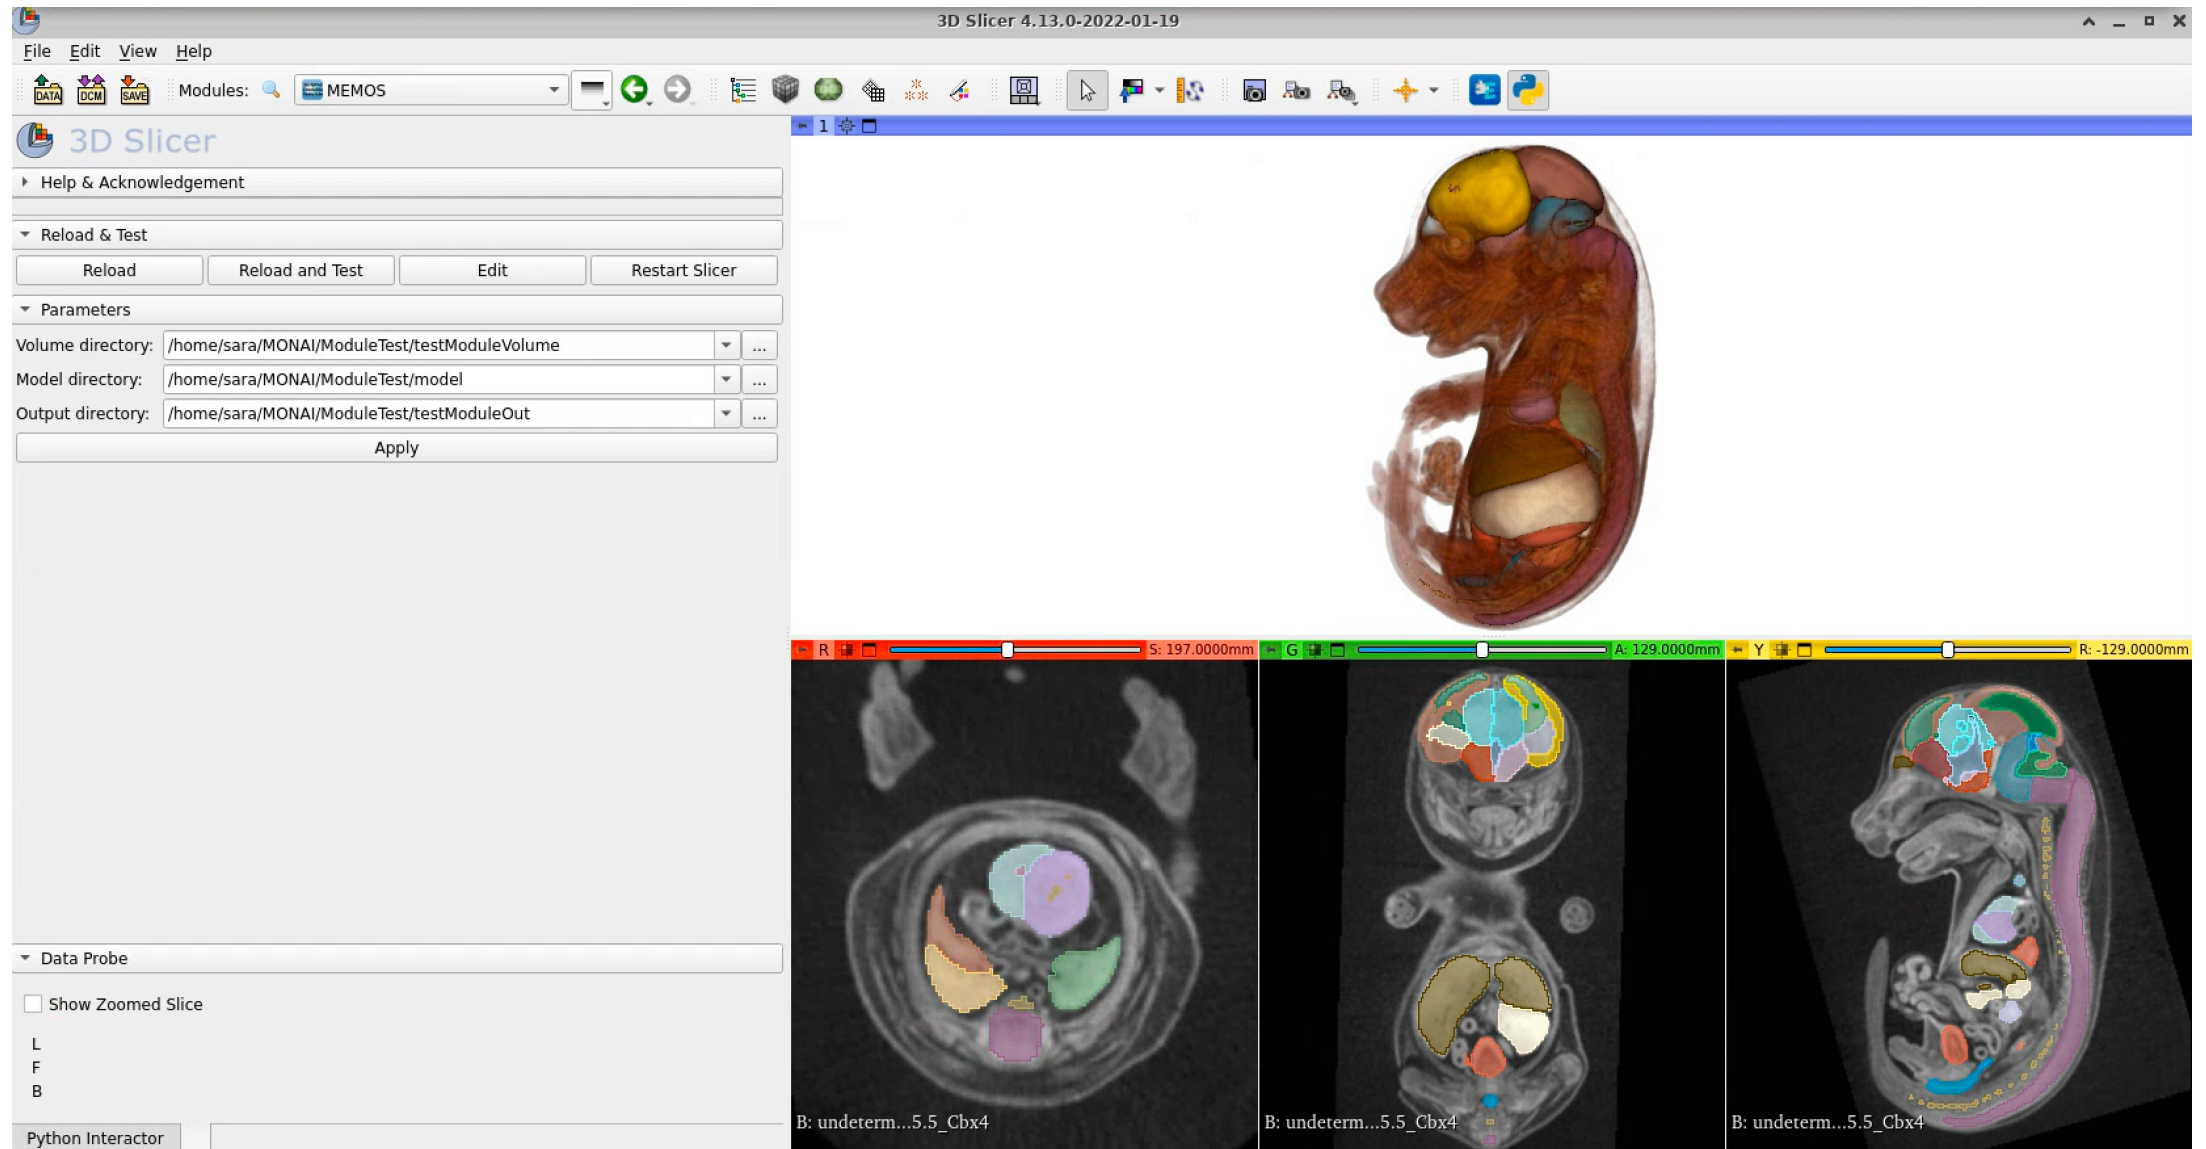 3D Slicer 4.13.0-2022-01-19
File Edit View Help
DATA DCM SAVE Modules: MEMOS
3D Slicer
Help & Acknowledgement
Reload & Test
Reload Reload and Test Edit Restart Slicer
Parameters
Volume directory: /home/sara/MONAI/ModuleTest/testModuleVolume ...
Model directory: /home/sara/MONAI/ModuleTest/model ...
Output directory: /home/sara/MONAI/ModuleTest/testModuleOut ...
Apply
Data Probe
Show Zoomed Slice
L
F
B
Python Interactor
1
R S: 197.0000mm
B: undeterm...5.5_Cbx4
G A: 129.0000mm
B: undeterm...5.5_Cbx4
Y R: -129.0000mm
B: undeterm...5.5_Cbx4